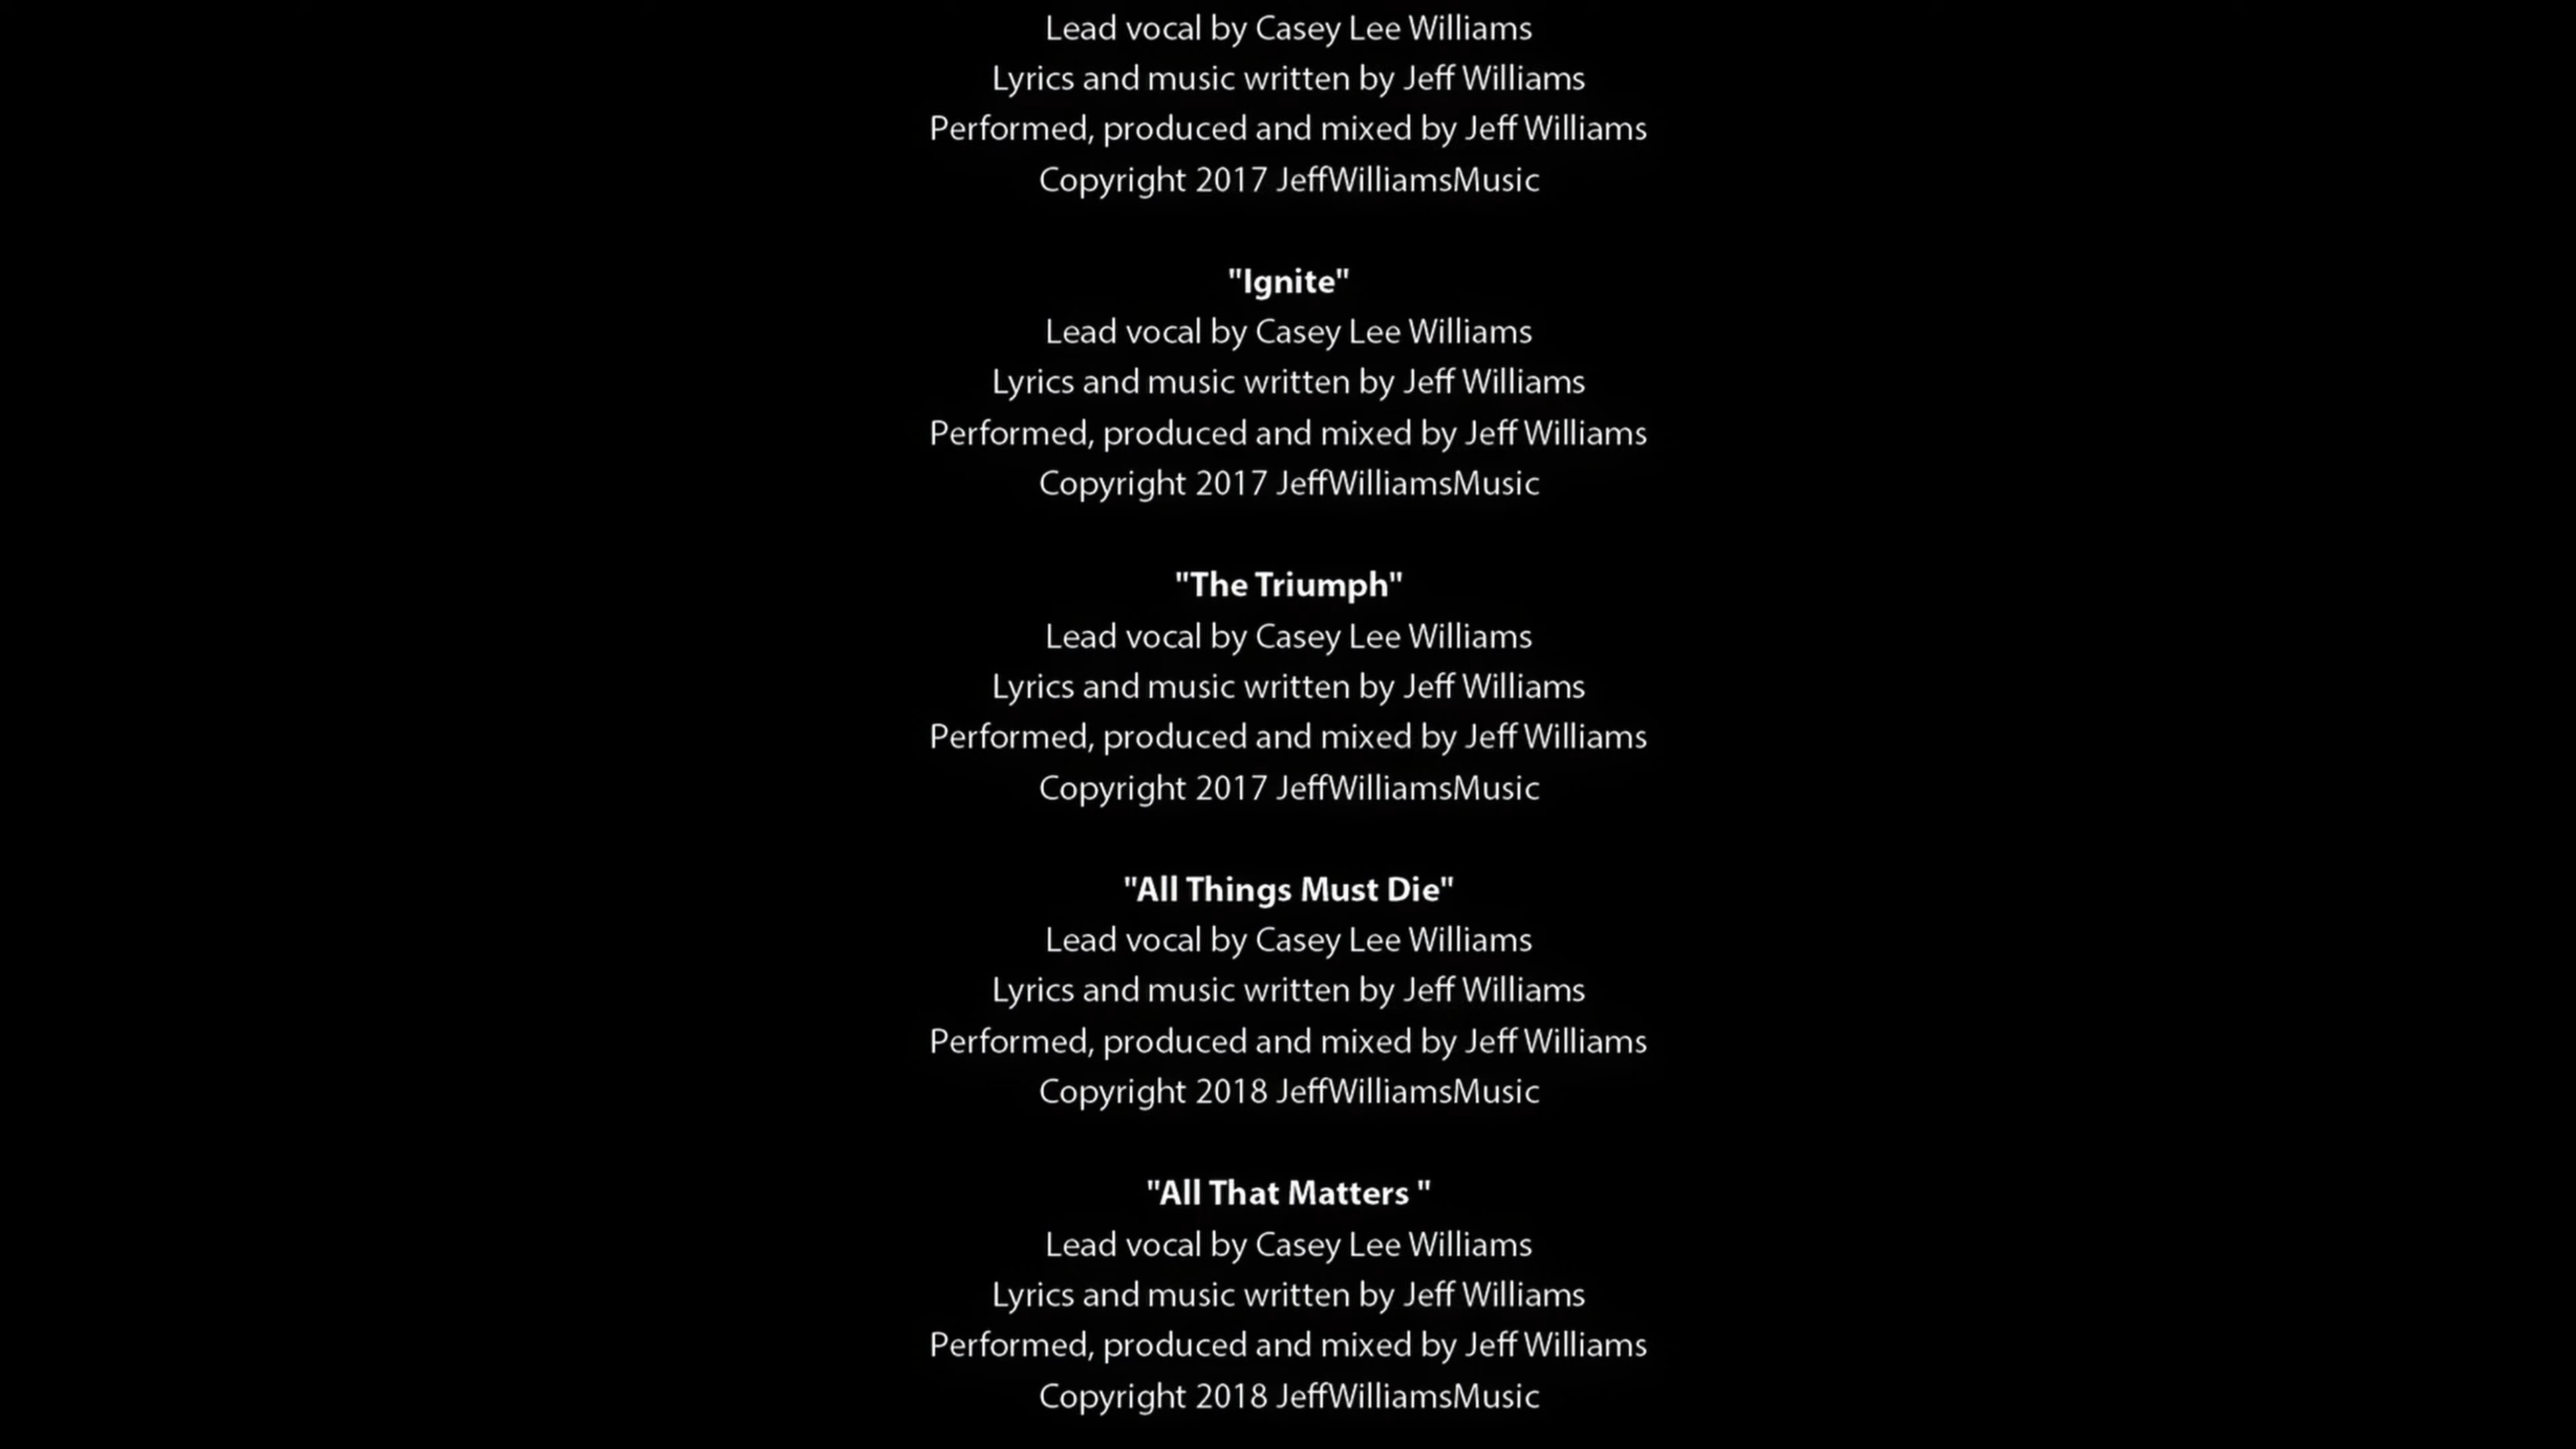 Lead vocal by Casey Lee Williams
Lyrics and music written by Jeff Williams
Performed, produced and mixed by Jeff Williams
Copyright 2017 JeffWilliamsMusic
"Ignite"
Lead vocal by Casey Lee Williams
Lyrics and music written by Jeff Williams
Performed, produced and mixed by Jeff Williams
Copyright 2017 JeffWilliamsMusic
"The Triumph"
Lead vocal by Casey Lee Williams
Lyrics and music written by Jeff Williams
Performed, produced and mixed by Jeff Williams
Copyright 2017 JeffWilliamsMusic
"All Things Must Die"
Lead vocal by Casey Lee Williams
Lyrics and music written by Jeff Williams
Performed, produced and mixed by Jeff Williams
Copyright 2018 JeffWilliamsMusic
"All That Matters "
Lead vocal by Casey Lee Williams
Lyrics and music written by Jeff Williams
Performed, produced and mixed by Jeff Williams
Copyright 2018 JeffWilliamsMusic